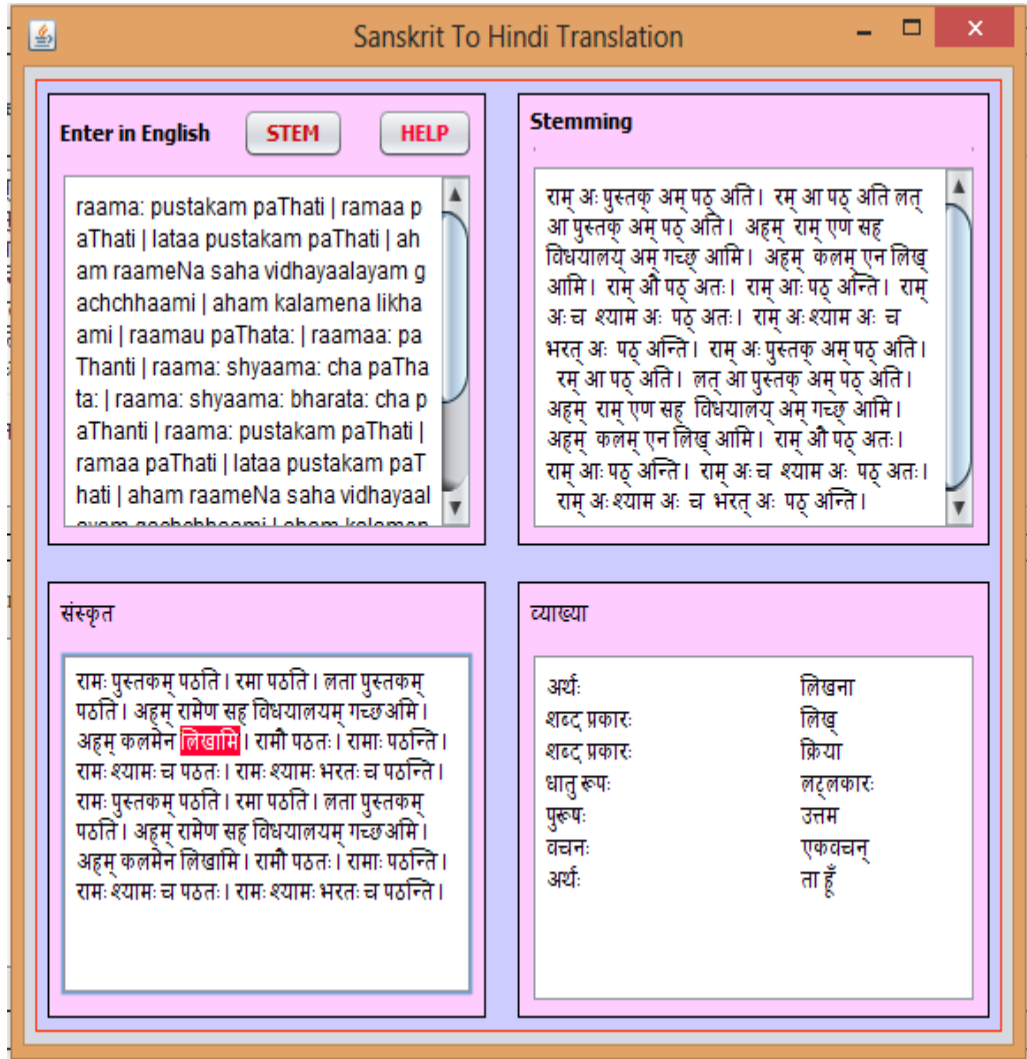 Sanskrit To Hindi Translation
Enter in English STEM HELP
raama: pustakam paThati | ramaa p
aThati | lataa pustakam paThati | ah
am raameNa saha vidhayaalayam g
achchhaami | aham kalamena likha
ami | raamau paThata: | raamaa: pa
Thanti | raama: shyaama: cha paTha
ta: | raama: shyaama: bharata: cha p
aThanti | raama: pustakam paThati |
ramaa paThati | lataa pustakam paT
hati | aham raameNa saha vidhayaal
ayam gachchhaami | aham kalamen
Stemming
राम् अः पुस्तक् अम् पठ् अति। रम् आ पठ् अति लत्
आ पुस्तक् अम् पठ् अति। अहम् राम् एण सह
विधयालय् अम् गच्छ् आमि। अहम् कलम् एन लिख्
आमि। राम् औ पठ् अतः। राम् आः पठ् अन्ति। राम्
अः च श्याम अः पठ् अतः। राम् अः श्याम अः च
भरत् अः पठ् अन्ति। राम् अः पुस्तक् अम् पठ् अति।
रम् आ पठ् अति। लत् आ पुस्तक् अम् पठ् अति।
अहम् राम् एण सह विधयालय् अम् गच्छ् आमि।
अहम् कलम् एन लिख् आमि। राम् औ पठ् अतः।
राम् आः पठ् अन्ति। राम् अः च श्याम अः पठ् अतः।
राम् अः श्याम अः च भरत् अः पठ् अन्ति।
संस्कृत
रामः पुस्तकम् पठति। रमा पठति। लता पुस्तकम्
पठति। अहम् रामेण सह विधयालयम् गच्छअमि।
अहम् कलमेन लिखामि। रामौ पठतः। रामाः पठन्ति।
रामः श्यामः च पठतः। रामः श्यामः भरतः च पठन्ति।
रामः पुस्तकम् पठति। रमा पठति। लता पुस्तकम्
पठति। अहम् रामेण सह विधयालयम् गच्छअमि।
अहम् कलमेन लिखामि। रामौ पठतः। रामाः पठन्ति।
रामः श्यामः च पठतः। रामः श्यामः भरतः च पठन्ति।
व्याख्या
अर्थः लिखना
शब्द प्रकारः लिख्
शब्द प्रकारः क्रिया
धातु रूपः लट्लकारः
पुरूषः उत्तम
वचनः एकवचन्
अर्थः ता हूँ